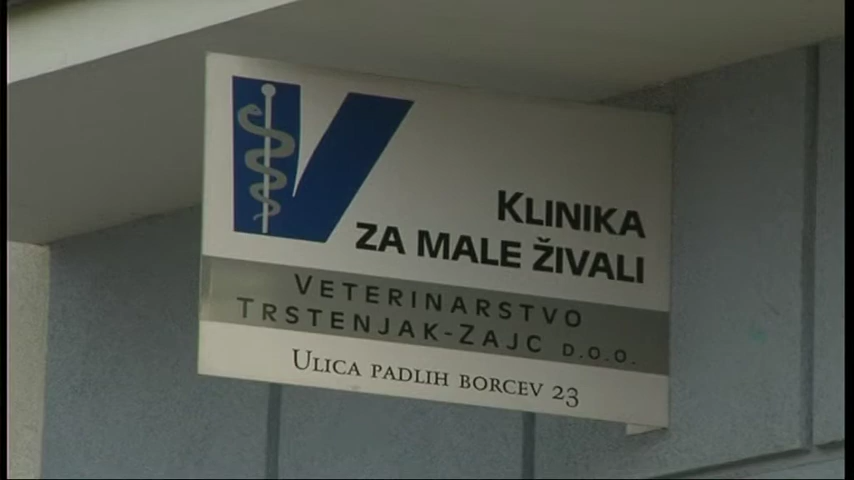 KLINIKA
ZA MALE ŽIVALI
VETERINARSTVO
TRSTENJAK-ZAJC D.O.O.
ULICA PADLIH BORCEV 23